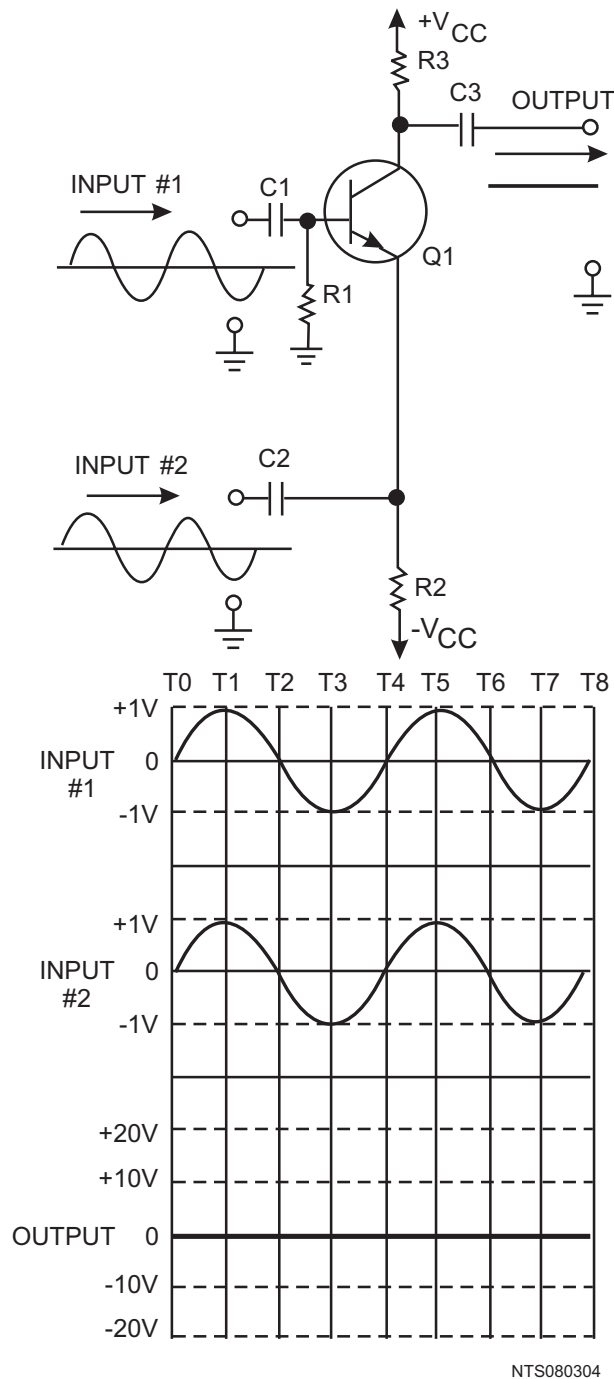 +VCC
R3
C3 OUTPUT
INPUT #1 C1
Q1
R1
INPUT #2 C2
R2
-VCC
T0 T1 T2 T3 T4 T5 T6 T7 T8
+1V
INPUT 0
#1
-1V
+1V
INPUT 0
#2
-1V
+20V
+10V
OUTPUT 0
-10V
-20V
NTS080304